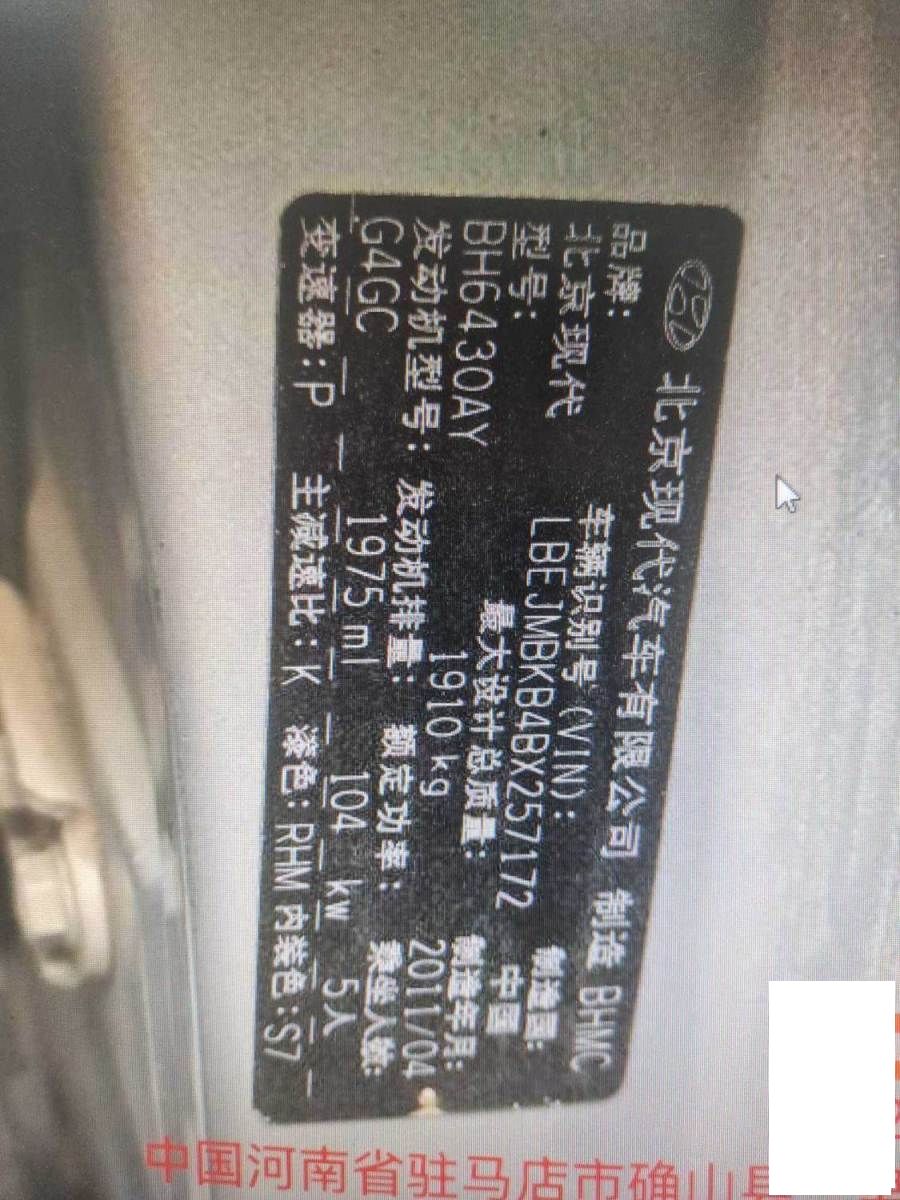 北京现代汽车有限公司 制造 BHMC
品牌: 车辆识别号 (VIN): 制造国:
北京现代 LBEJMBKB4BX257172 中国
型号: 最大设计总质量: 制造年月:
BH6430AY 1910 kg 2011/04
发动机型号: 发动机排量: 额定功率: 乘坐人数:
G4GC 1975 ml 104 kw 5人
变速器: P 主减速比: K 漆色: RHM 内装色: S7
中国河南省驻马店市确山县